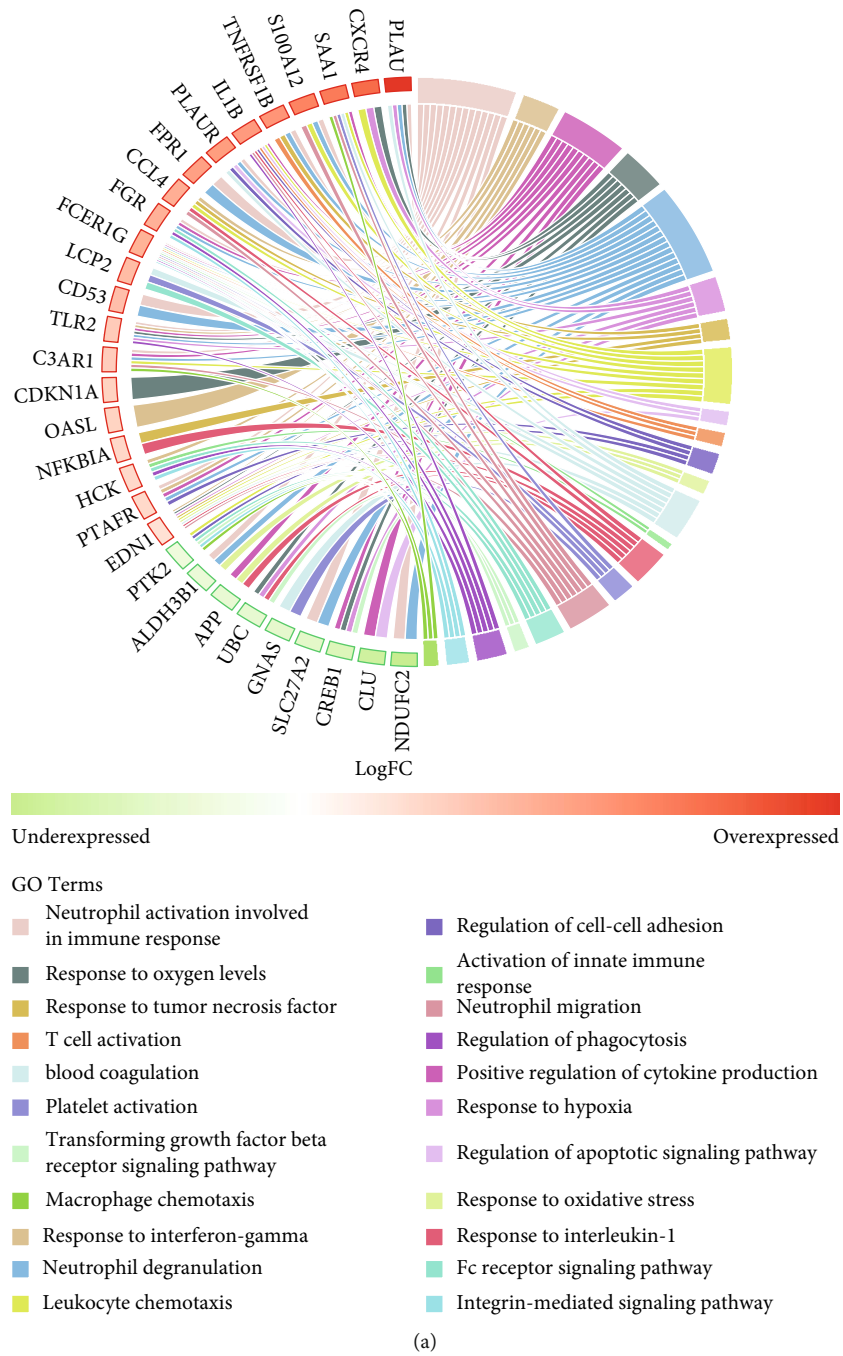 PLAU
CXCR4
SAA1
S100A12
TNFRSF1B
IL1B
PLAUR
FPR1
CCL4
FGR
FCER1G
LCP2
CD53
TLR2
C3AR1
CDKN1A
OASL
NFKBIA
HCK
PTAFR
EDN1
PTK2
ALDH3B1
APP
UBC
GNAS
SLC27A2
CREB1
CLU
NDUFC2
LogFC
Underexpressed
Overexpressed
GO Terms
Neutrophil activation involved
in immune response
Response to oxygen levels
Response to tumor necrosis factor
T cell activation
blood coagulation
Platelet activation
Transforming growth factor beta
receptor signaling pathway
Macrophage chemotaxis
Response to interferon-gamma
Neutrophil degranulation
Leukocyte chemotaxis
Regulation of cell-cell adhesion
Activation of innate immune
response
Neutrophil migration
Regulation of phagocytosis
Positive regulation of cytokine production
Response to hypoxia
Regulation of apoptotic signaling pathway
Response to oxidative stress
Response to interleukin-1
Fc receptor signaling pathway
Integrin-mediated signaling pathway
(a)